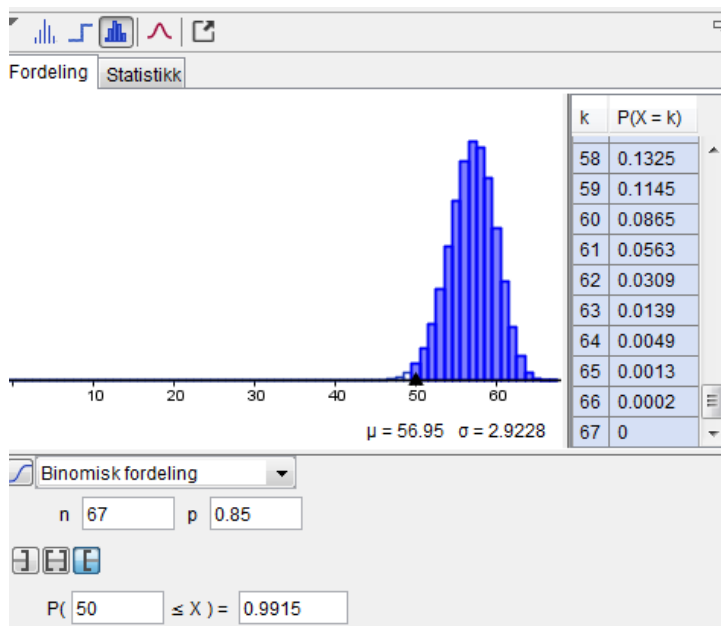 Fordeling Statistikk
k P(X = k)
58 0.1325
59 0.1145
60 0.0865
61 0.0563
62 0.0309
63 0.0139
64 0.0049
65 0.0013
66 0.0002
67 0
10 20 30 40 50 60
μ = 56.95 σ = 2.9228
Binomisk fordeling
n 67 p 0.85
P( 50 ≤ X ) = 0.9915